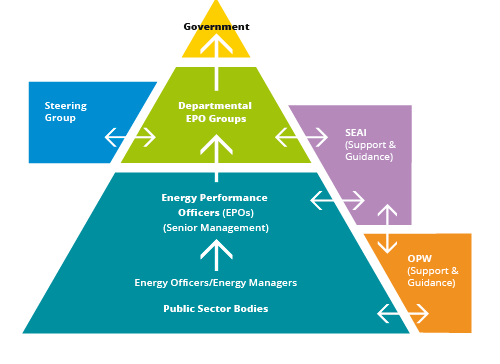 Government
Steering
Group
Departmental
EPO Groups
SEAI
(Support &
Guidance)
Energy Performance
Officers (EPOs)
(Senior Management)
Energy Officers/Energy Managers
Public Sector Bodies
OPW
(Support &
Guidance)